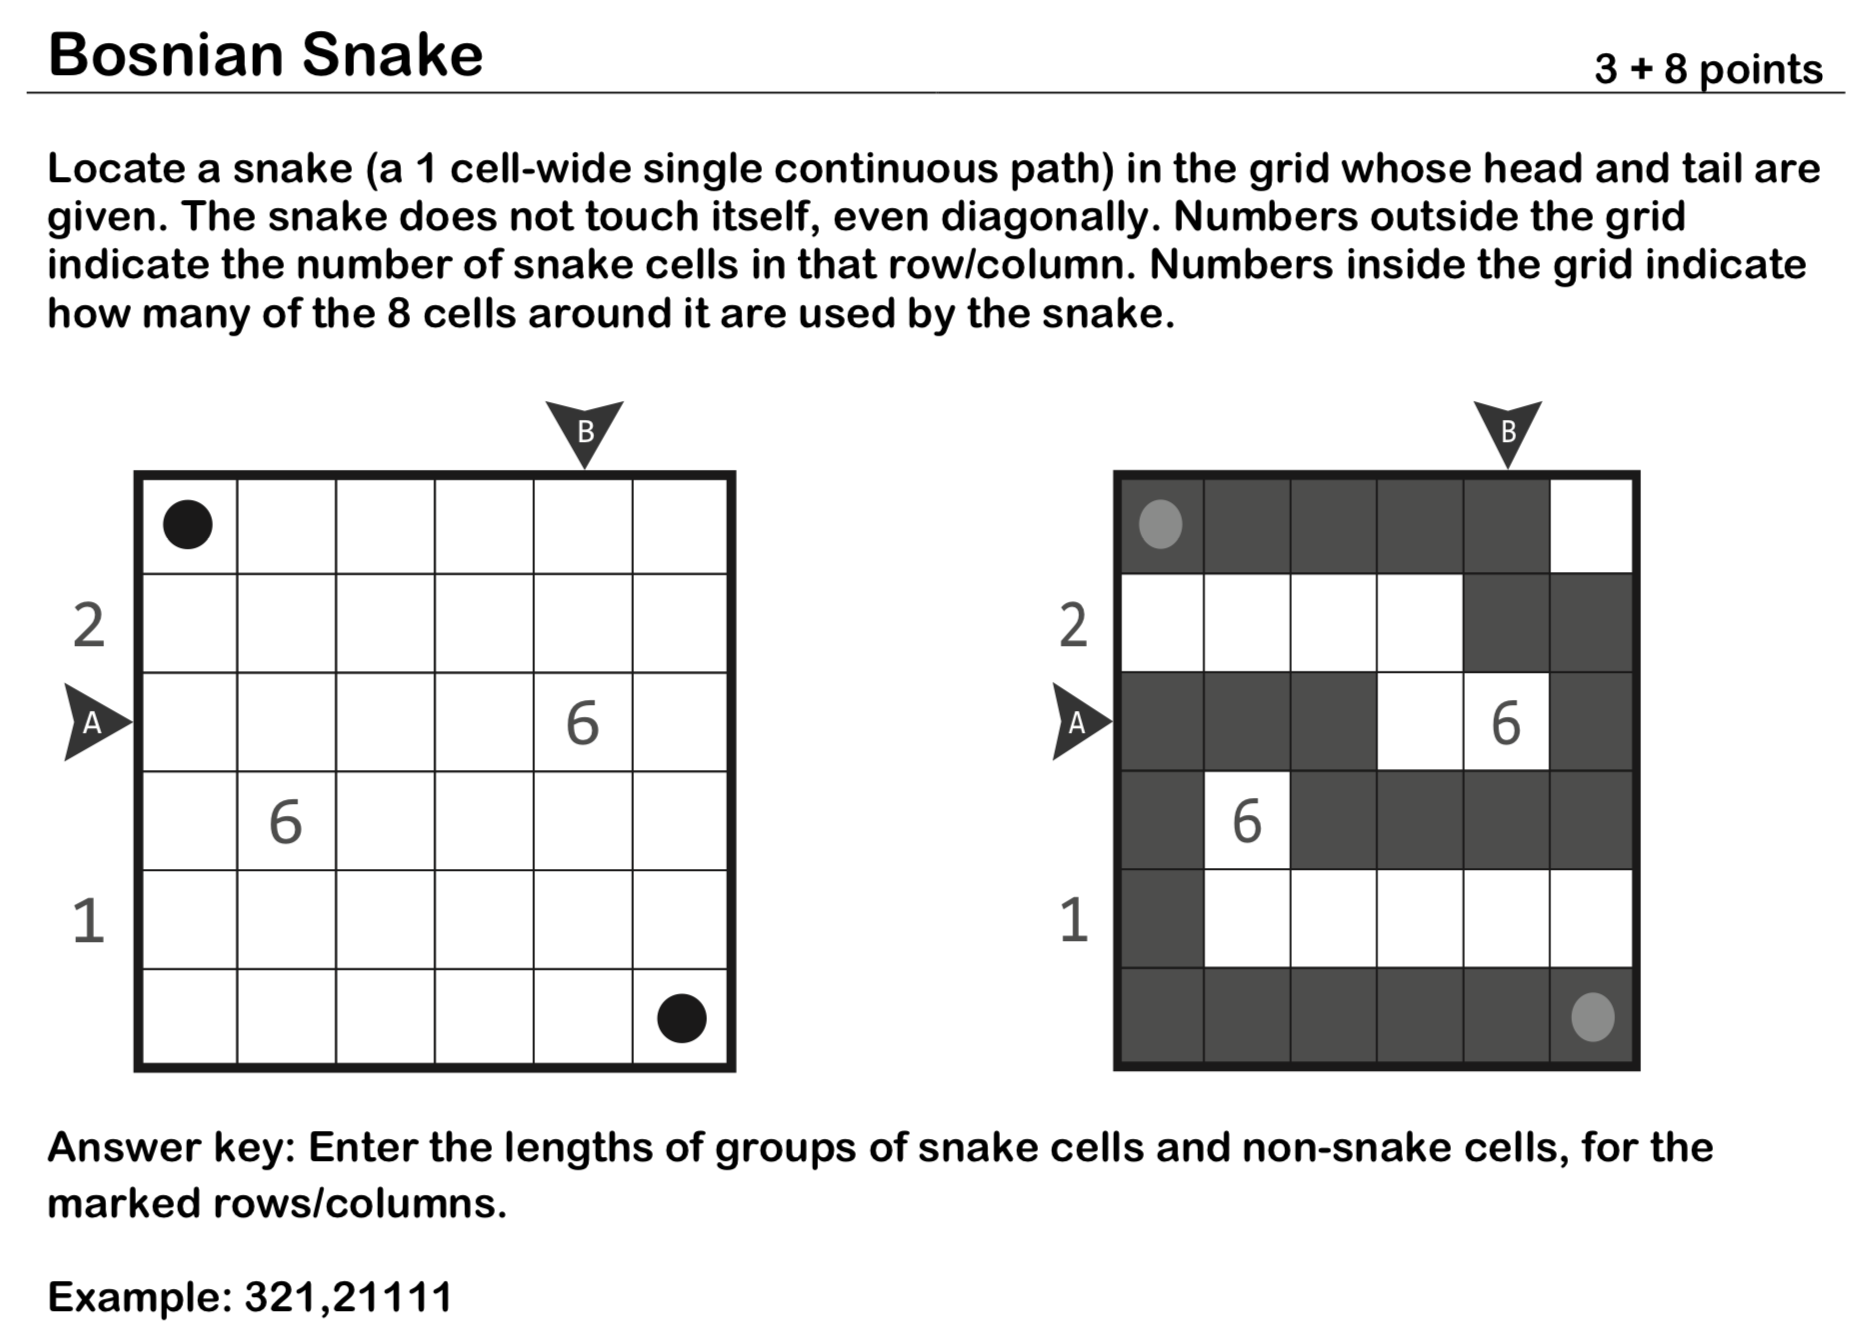 Bosnian Snake
3 + 8 points
Locate a snake (a 1 cell-wide single continuous path) in the grid whose head and tail are
given. The snake does not touch itself, even diagonally. Numbers outside the grid
indicate the number of snake cells in that row/column. Numbers inside the grid indicate
how many of the 8 cells around it are used by the snake.
B B
2 2
A 6 A 6
6 6
1 1
Answer key: Enter the lengths of groups of snake cells and non-snake cells, for the
marked rows/columns.
Example: 321,21111